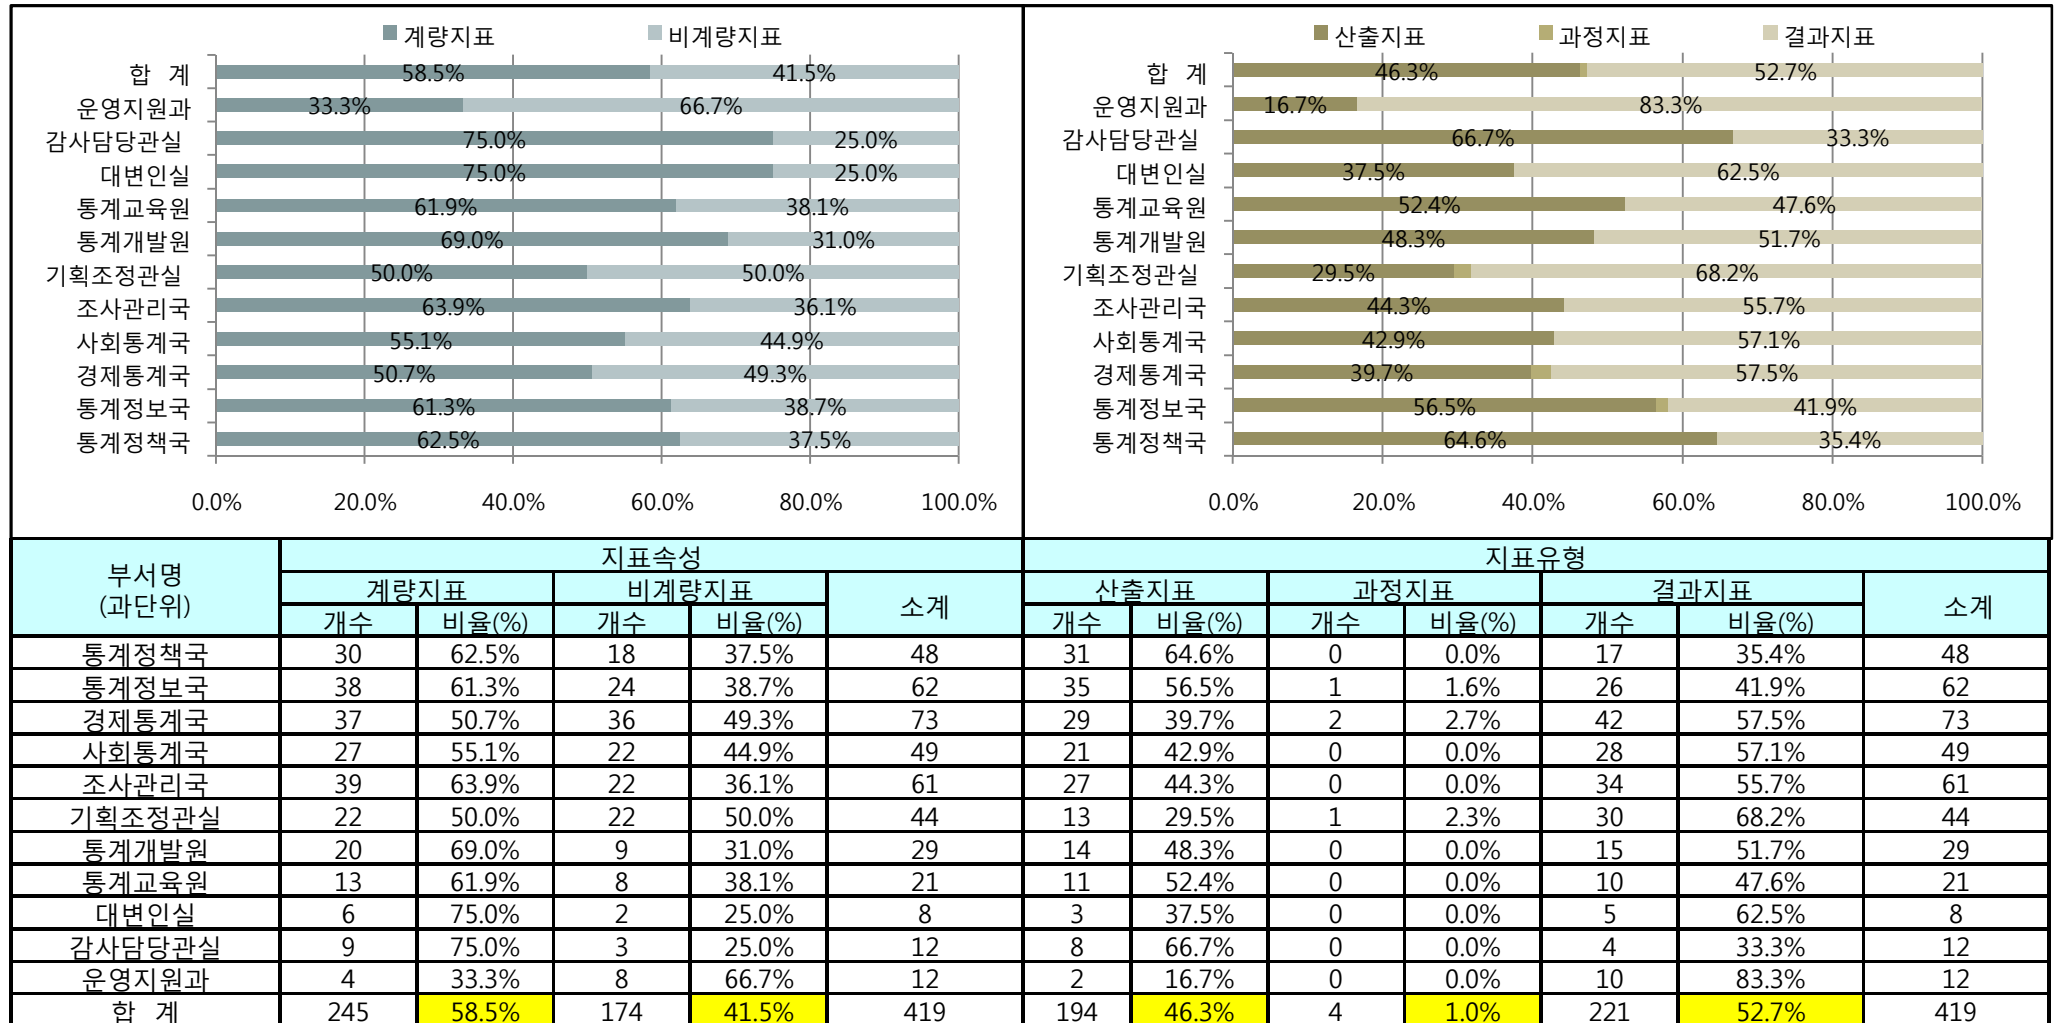 계량지표 비계량지표
합 계 58.5% 41.5%
운영지원과 33.3% 66.7%
감사담당관실 75.0% 25.0%
대변인실 75.0% 25.0%
통계교육원 61.9% 38.1%
통계개발원 69.0% 31.0%
기획조정관실 50.0% 50.0%
조사관리국 63.9% 36.1%
사회통계국 55.1% 44.9%
경제통계국 50.7% 49.3%
통계정보국 61.3% 38.7%
통계정책국 62.5% 37.5%
0.0% 20.0% 40.0% 60.0% 80.0% 100.0%
산출지표 과정지표 결과지표
합 계 46.3% 52.7%
운영지원과 16.7% 83.3%
감사담당관실 66.7% 33.3%
대변인실 37.5% 62.5%
통계교육원 52.4% 47.6%
통계개발원 48.3% 51.7%
기획조정관실 29.5% 68.2%
조사관리국 44.3% 55.7%
사회통계국 42.9% 57.1%
경제통계국 39.7% 57.5%
통계정보국 56.5% 41.9%
통계정책국 64.6% 35.4%
0.0% 20.0% 40.0% 60.0% 80.0% 100.0%
부서명 (과단위) 지표속성 지표유형
계량지표 비계량지표 소계 산출지표 과정지표 결과지표 소계
개수 비율(%) 개수 비율(%) 개수 비율(%) 개수 비율(%) 개수 비율(%)
통계정책국 30 62.5% 18 37.5% 48 31 64.6% 0 0.0% 17 35.4% 48
통계정보국 38 61.3% 24 38.7% 62 35 56.5% 1 1.6% 26 41.9% 62
경제통계국 37 50.7% 36 49.3% 73 29 39.7% 2 2.7% 42 57.5% 73
사회통계국 27 55.1% 22 44.9% 49 21 42.9% 0 0.0% 28 57.1% 49
조사관리국 39 63.9% 22 36.1% 61 27 44.3% 0 0.0% 34 55.7% 61
기획조정관실 22 50.0% 22 50.0% 44 13 29.5% 1 2.3% 30 68.2% 44
통계개발원 20 69.0% 9 31.0% 29 14 48.3% 0 0.0% 15 51.7% 29
통계교육원 13 61.9% 8 38.1% 21 11 52.4% 0 0.0% 10 47.6% 21
대변인실 6 75.0% 2 25.0% 8 3 37.5% 0 0.0% 5 62.5% 8
감사담당관실 9 75.0% 3 25.0% 12 8 66.7% 0 0.0% 4 33.3% 12
운영지원과 4 33.3% 8 66.7% 12 2 16.7% 0 0.0% 10 83.3% 12
합 계 245 58.5% 174 41.5% 419 194 46.3% 4 1.0% 221 52.7% 419